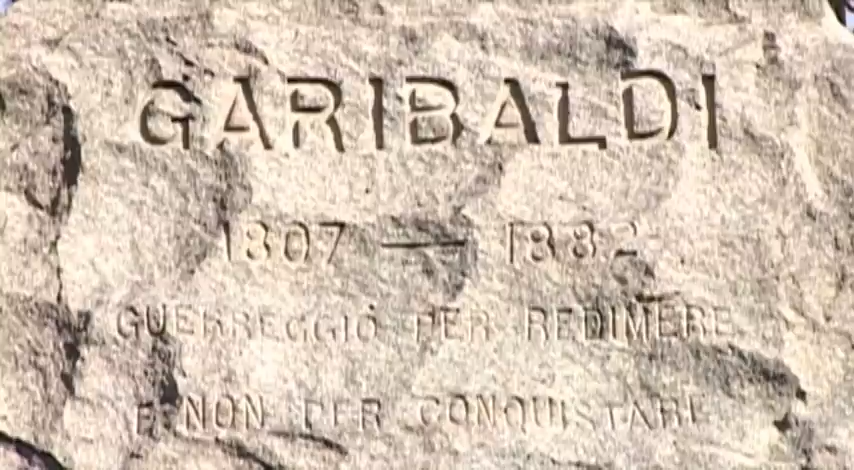 GARIBALDI
1807 — 1882
GUERREGGIÒ PER REDIMERE
E NON PER CONQUISTARE